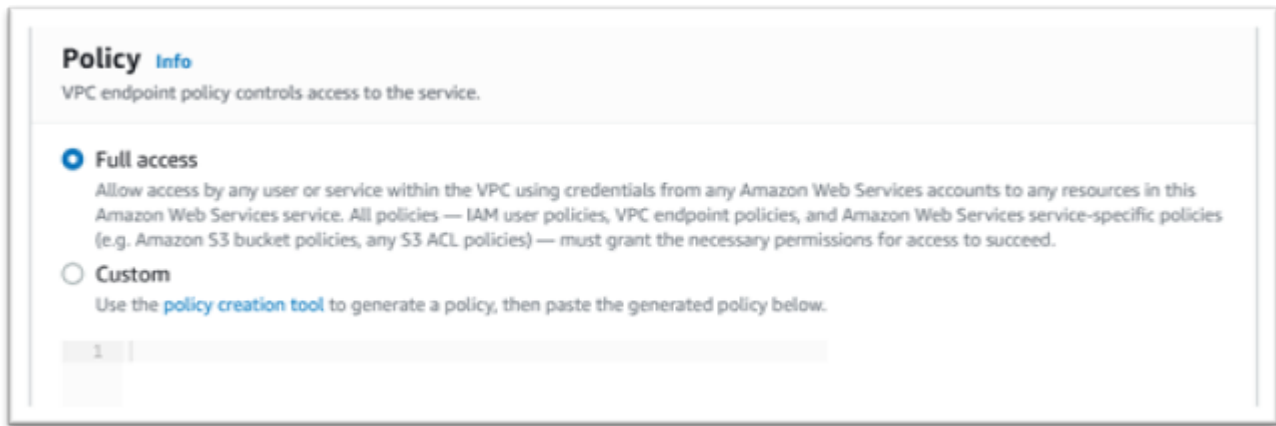 Policy Info
VPC endpoint policy controls access to the service.
Full access
Allow access by any user or service within the VPC using credentials from any Amazon Web Services accounts to any resources in this
Amazon Web Services service. All policies — IAM user policies, VPC endpoint policies, and Amazon Web Services service-specific policies
(e.g. Amazon S3 bucket policies, any S3 ACL policies) — must grant the necessary permissions for access to succeed.
Custom
Use the policy creation tool to generate a policy, then paste the generated policy below.
1